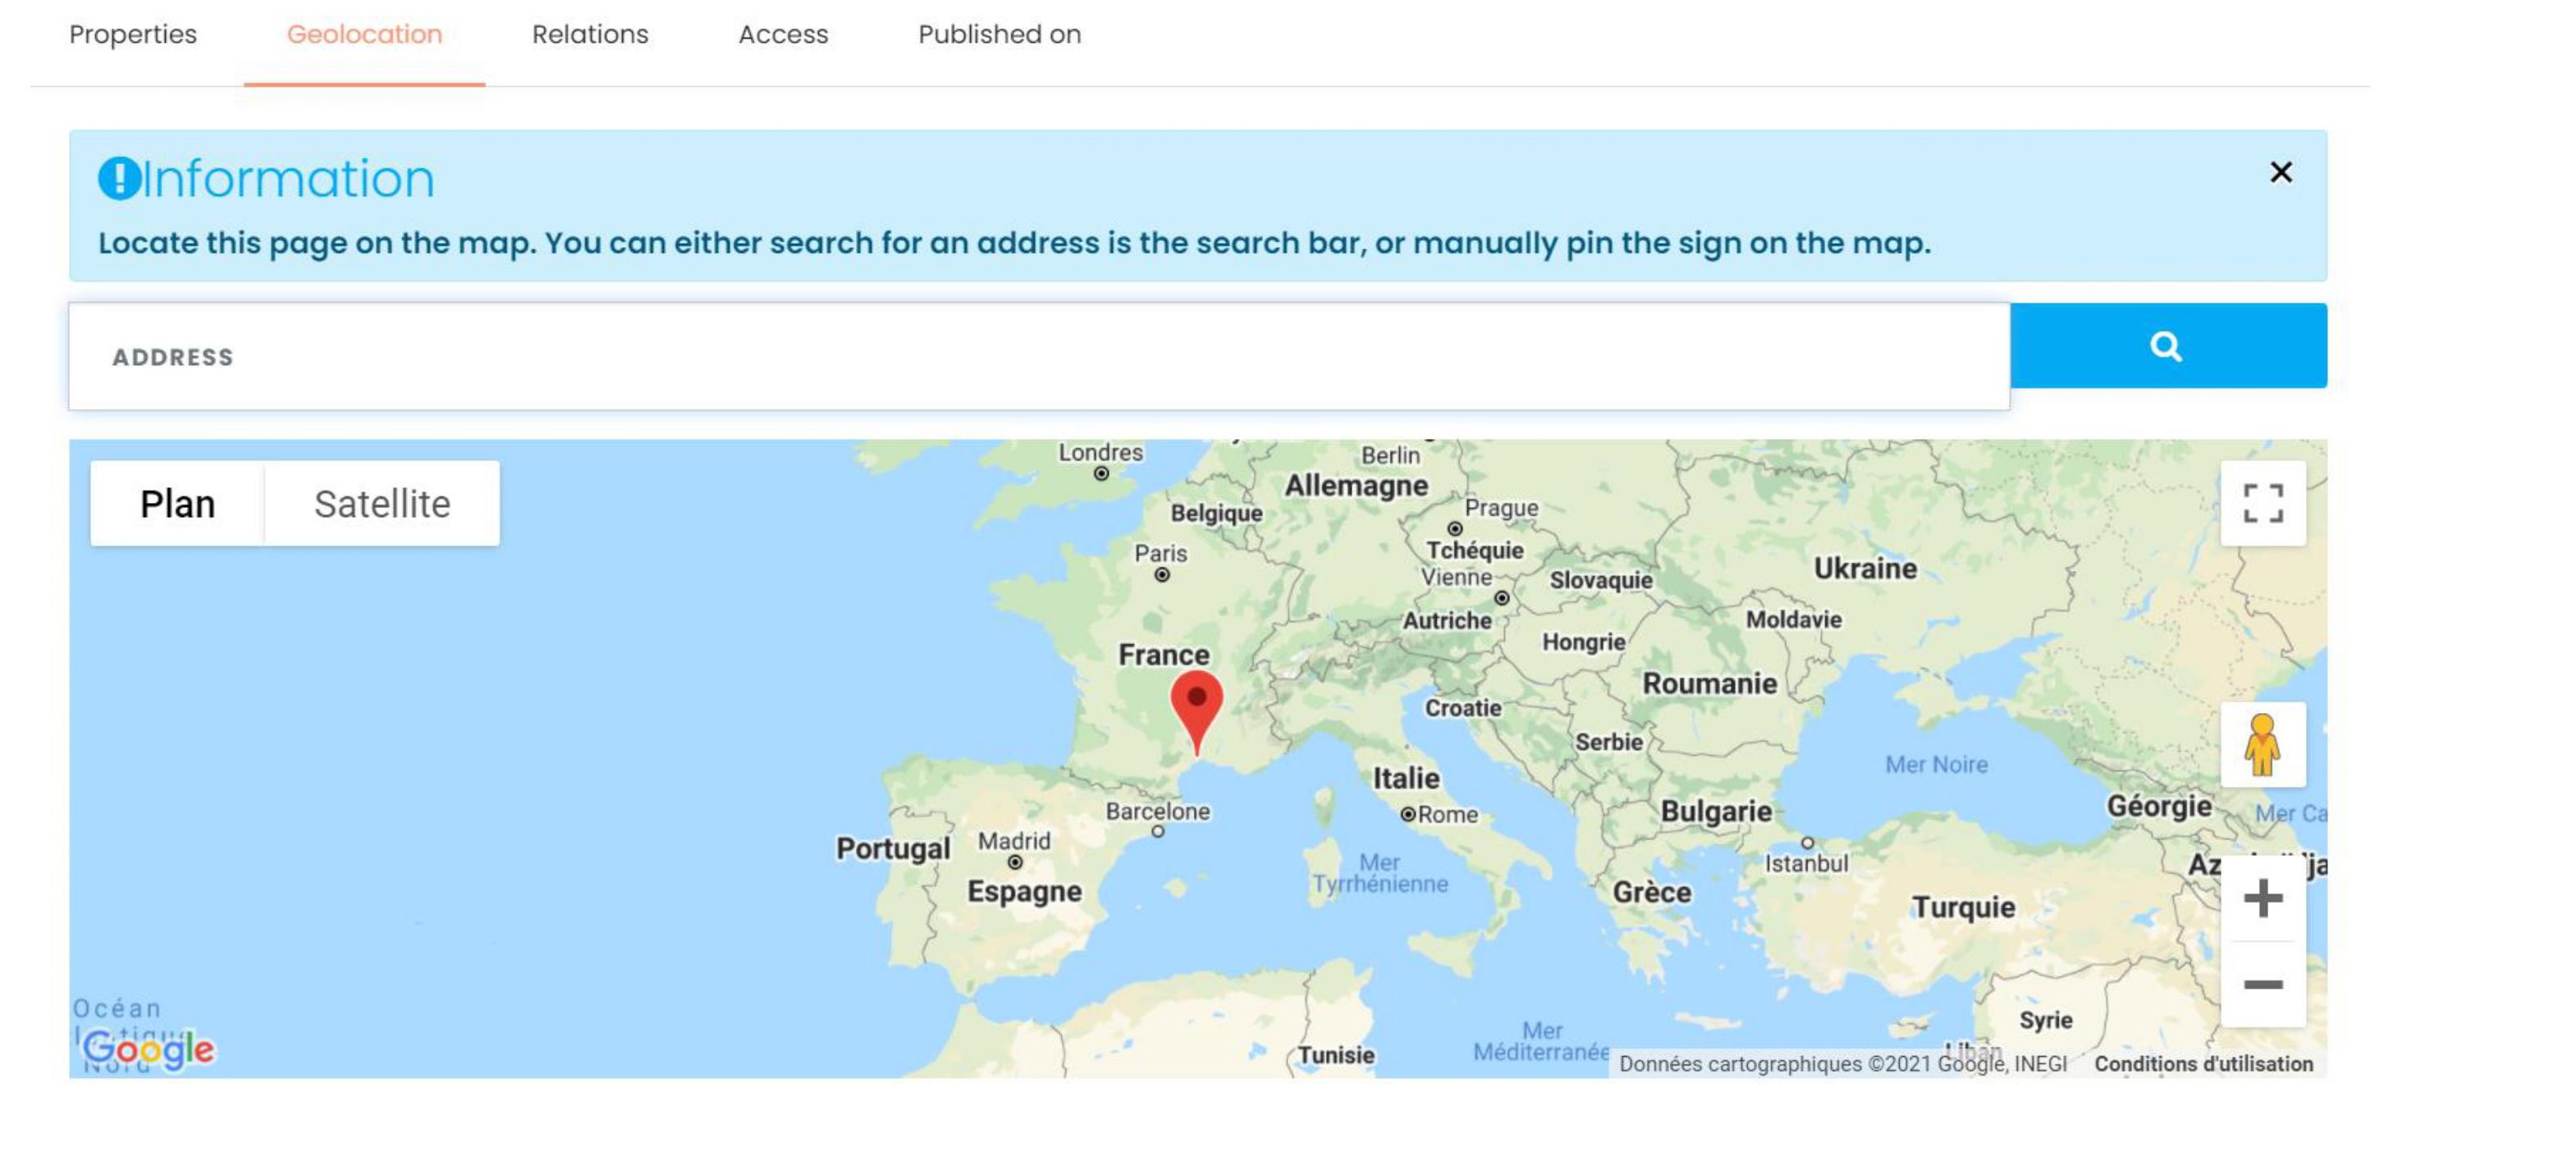 Properties Geolocation Relations Access Published on
Information
Locate this page on the map. You can either search for an address is the search bar, or manually pin the sign on the map.
ADDRESS
Plan Satellite
Londres
Berlin
Allemagne
Belgique
Prague
Paris
Tchéquie
Ukraine
Vienne
Slovaquie
Autriche
Moldavie
Hongrie
France
Roumanie
Croatie
Serbie
Mer Noire
Italie
Géorgie
Barcelone
Rome
Bulgarie
Mer Ca
Portugal
Madrid
Istanbul
Mer
Tyrrhénienne
Espagne
Grèce
Turquie
Océan
Nord
Google
Syrie
Mer
Méditerranée
Tunisie
Liban
Données cartographiques ©2021 Google, INEGI Conditions d'utilisation